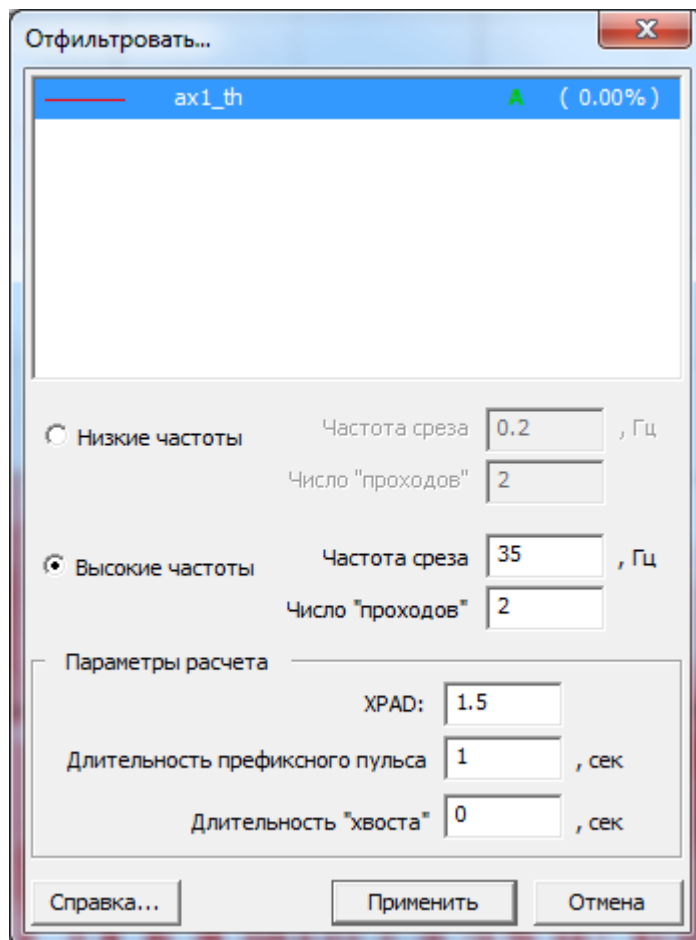 Отфильтровать...
ax1_th A ( 0.00%)
Низкие частоты Частота среза 0.2 , Гц
Число "проходов" 2
Высокие частоты Частота среза 35 , Гц
Число "проходов" 2
Параметры расчета
XPAD: 1.5
Длительность префиксного пульса 1 , сек
Длительность "хвоста" 0 , сек
Справка... Применить Отмена